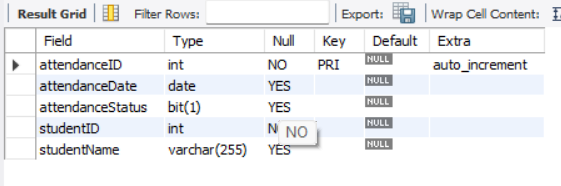 Result Grid Filter Rows: Export: Wrap Cell Content:
Field Type Null Key Default Extra
attendanceID int NO PRI NULL auto_increment
attendanceDate date YES NULL
attendanceStatus bit(1) YES NULL
studentID int NO NULL
studentName varchar(255) YES NULL